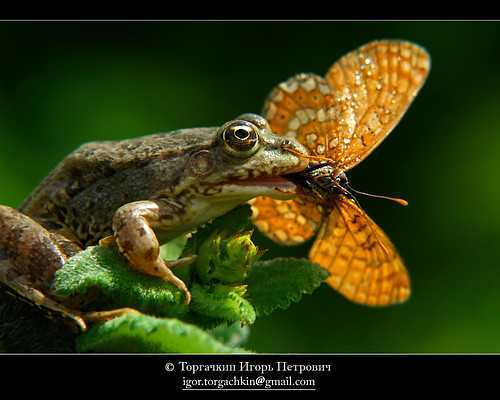 © Торгачкин Игорь Петрович
igor.torgachkin@gmail.com